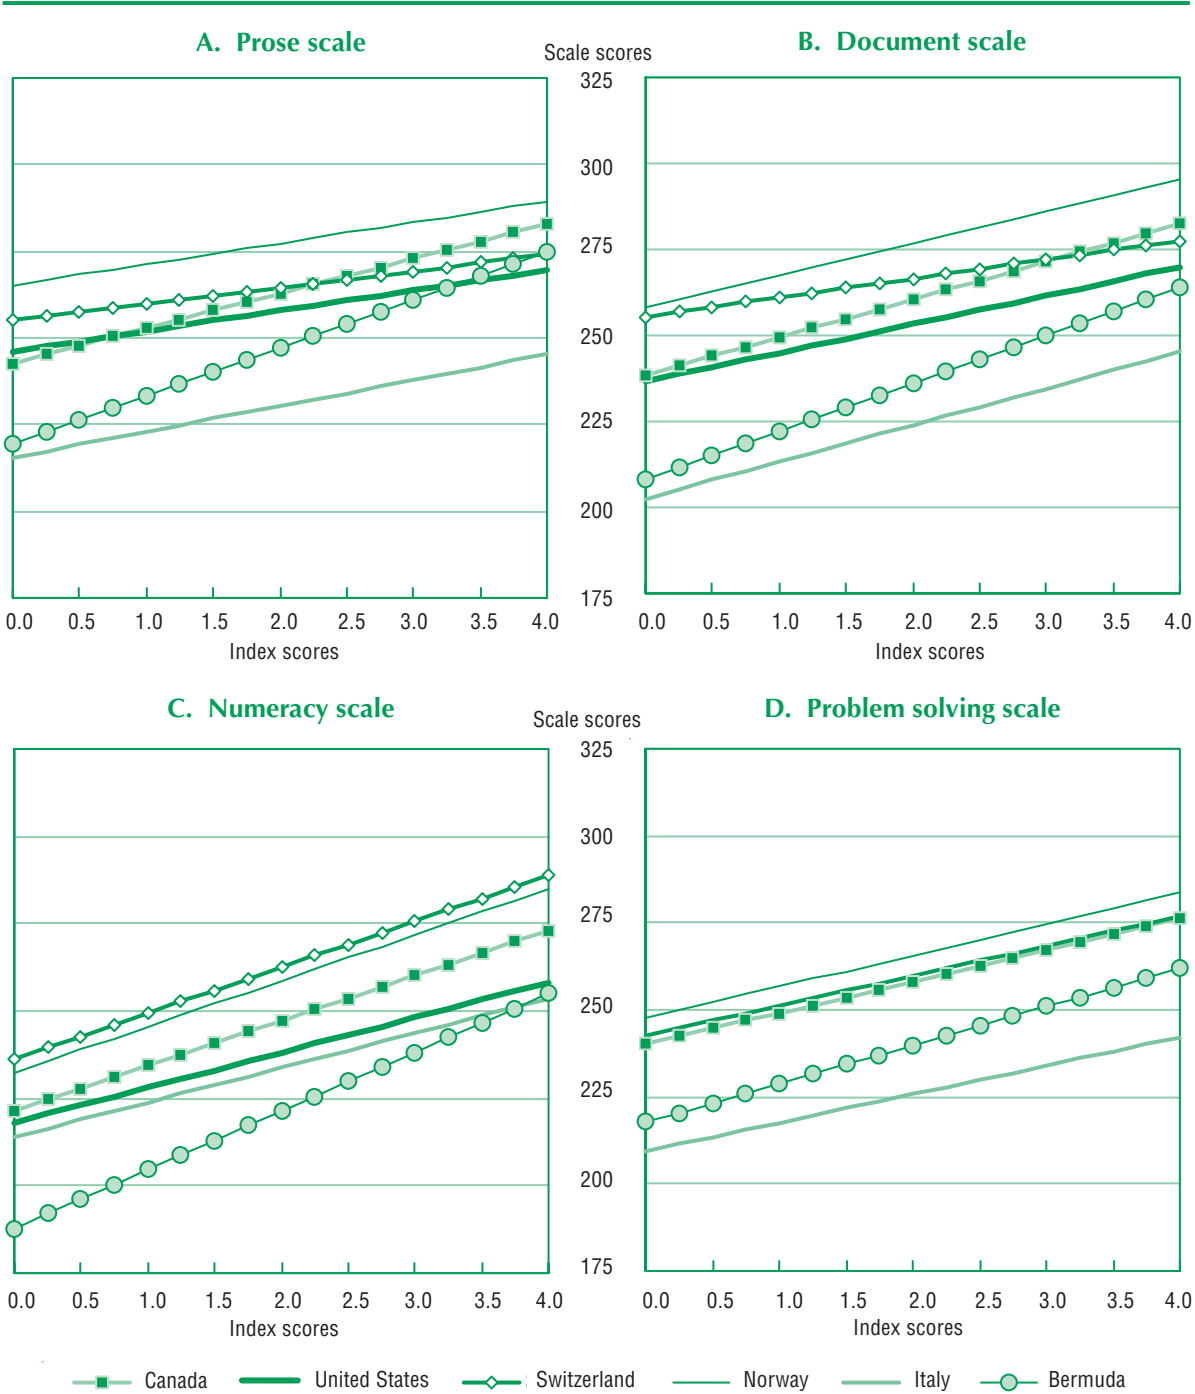 A. Prose scale
Scale scores
B. Document scale
325
300
275
250
225
200
175
0.0 0.5 1.0 1.5 2.0 2.5 3.0 3.5 4.0
0.0 0.5 1.0 1.5 2.0 2.5 3.0 3.5 4.0
Index scores
Index scores
C. Numeracy scale
Scale scores
D. Problem solving scale
325
300
275
250
225
200
175
0.0 0.5 1.0 1.5 2.0 2.5 3.0 3.5 4.0
0.0 0.5 1.0 1.5 2.0 2.5 3.0 3.5 4.0
Index scores
Index scores
Canada United States Switzerland Norway Italy Bermuda